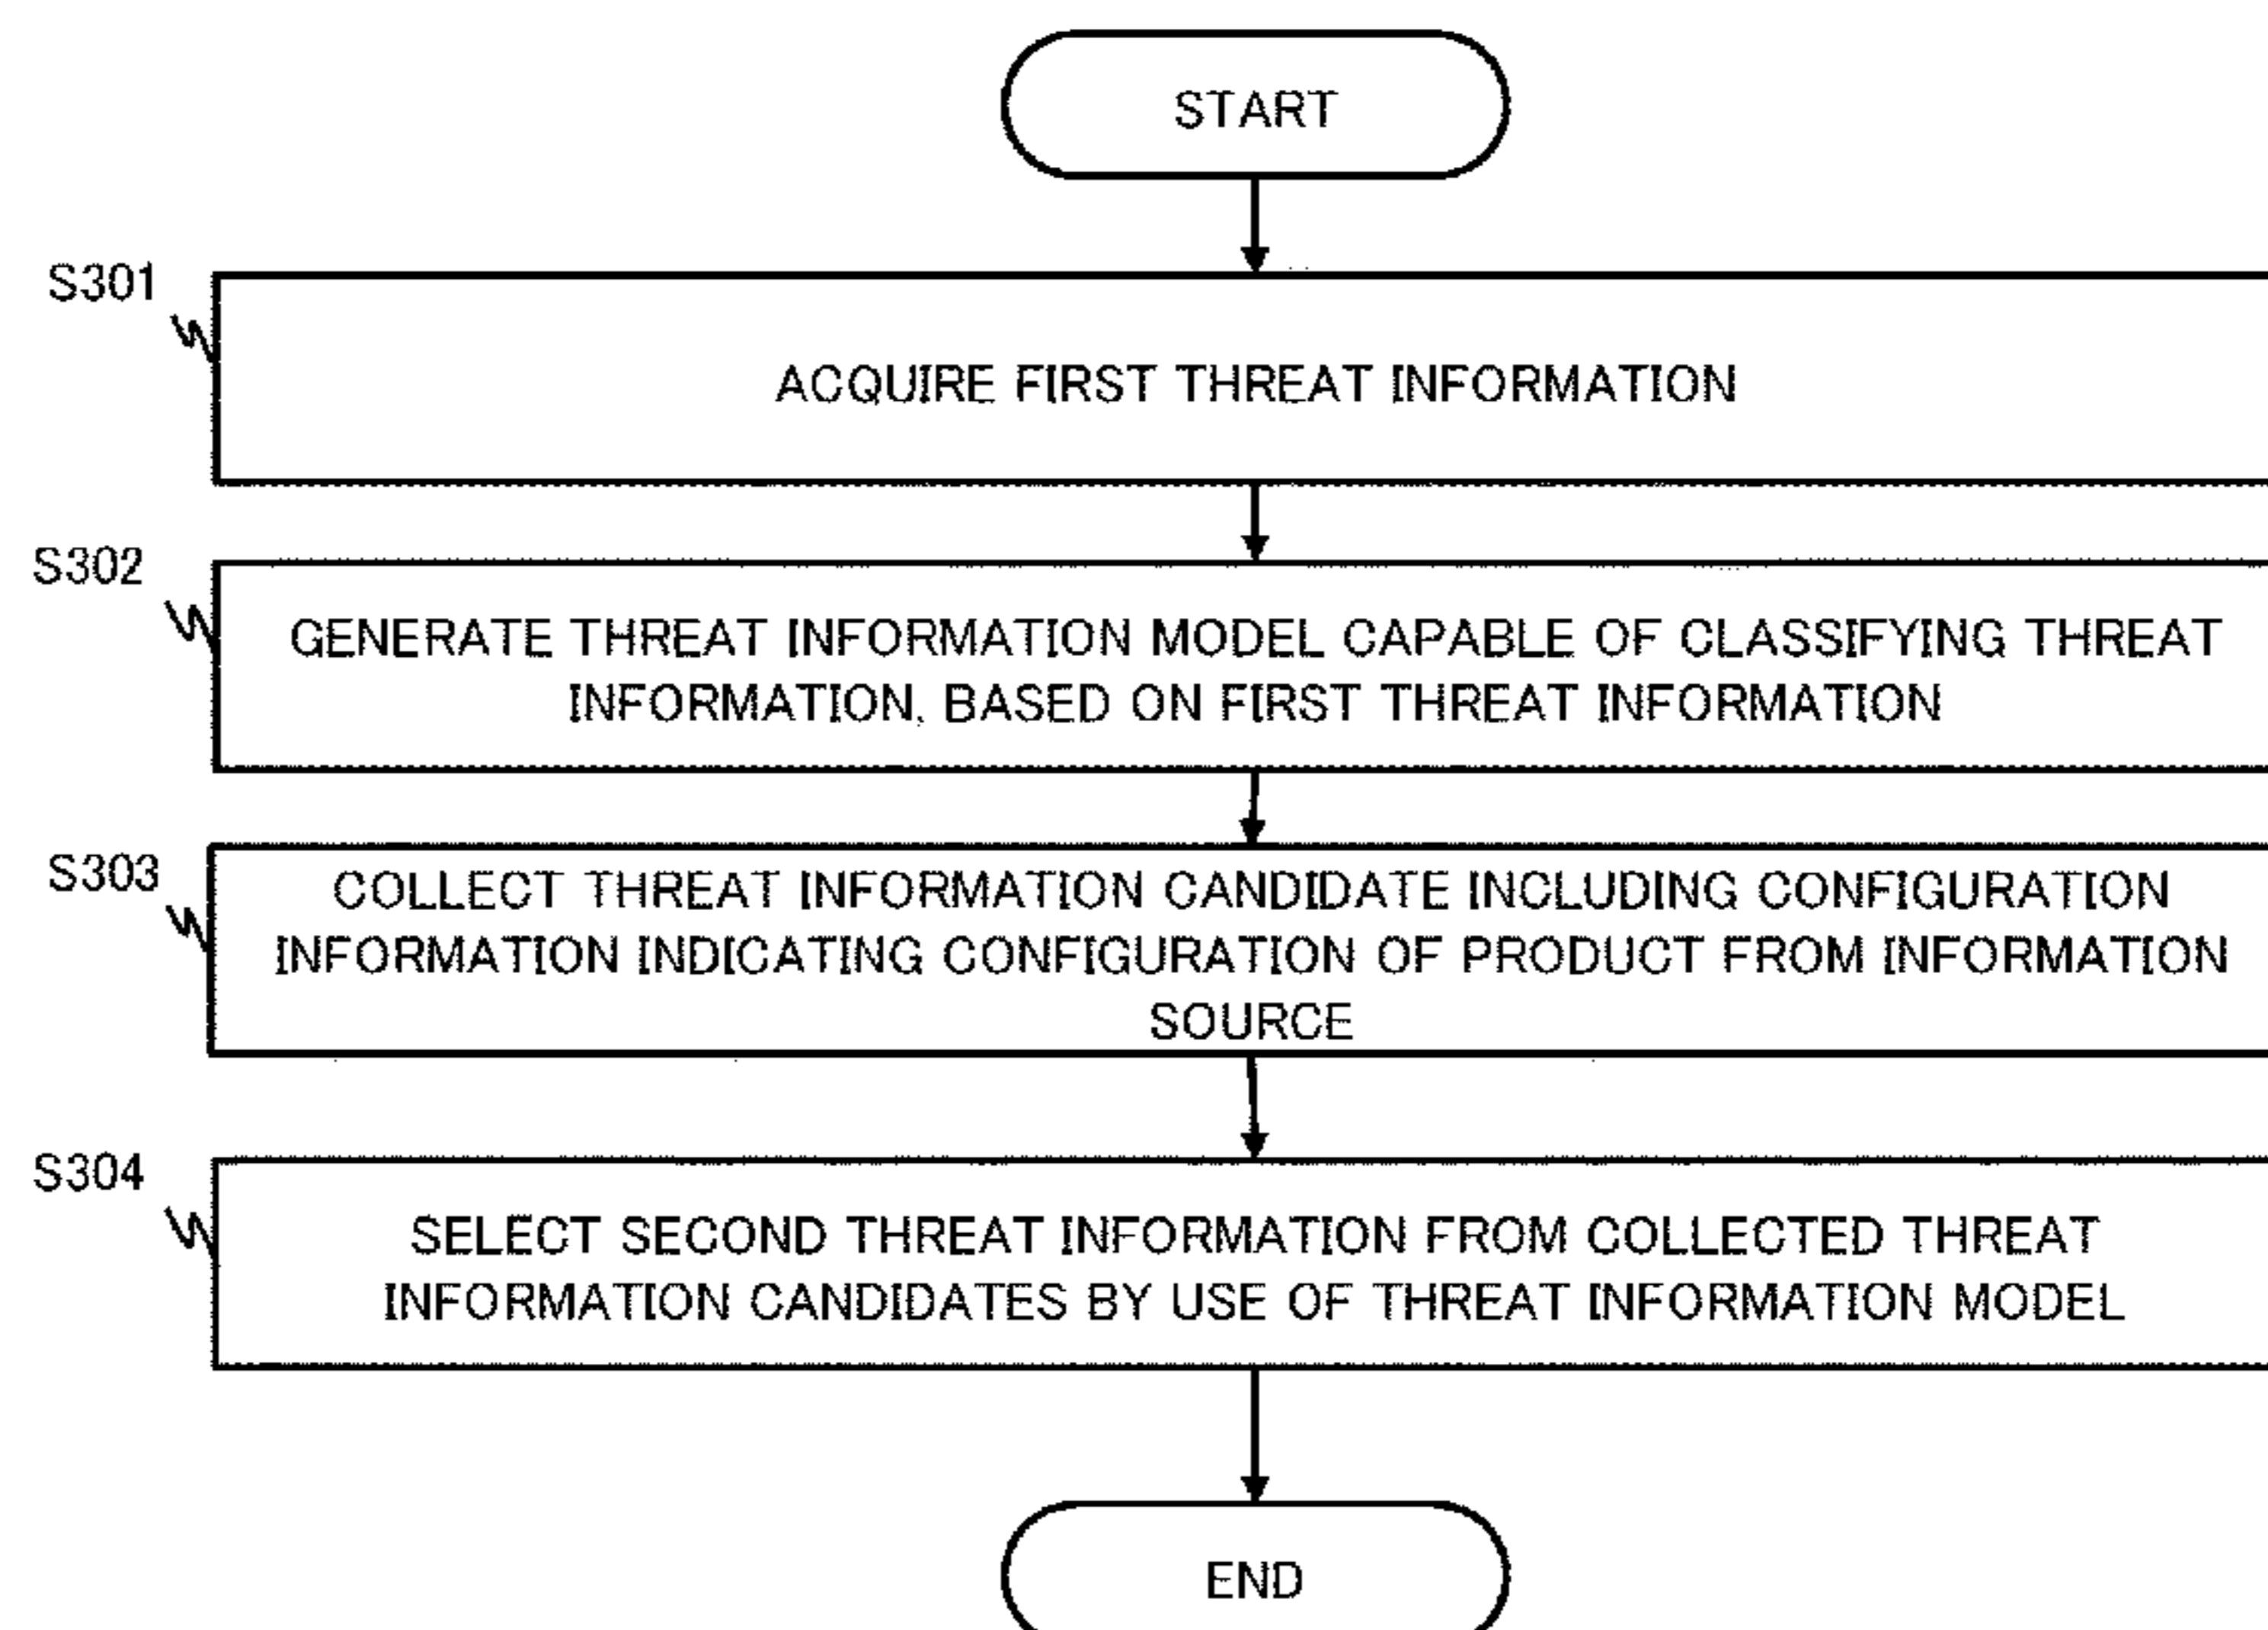 START
S301
ACQUIRE FIRST THREAT INFORMATION
S302
GENERATE THREAT INFORMATION MODEL CAPABLE OF CLASSIFYING THREAT
INFORMATION, BASED ON FIRST THREAT INFORMATION
S303
COLLECT THREAT INFORMATION CANDIDATE INCLUDING CONFIGURATION
INFORMATION INDICATING CONFIGURATION OF PRODUCT FROM INFORMATION
SOURCE
S304
SELECT SECOND THREAT INFORMATION FROM COLLECTED THREAT
INFORMATION CANDIDATES BY USE OF THREAT INFORMATION MODEL
END